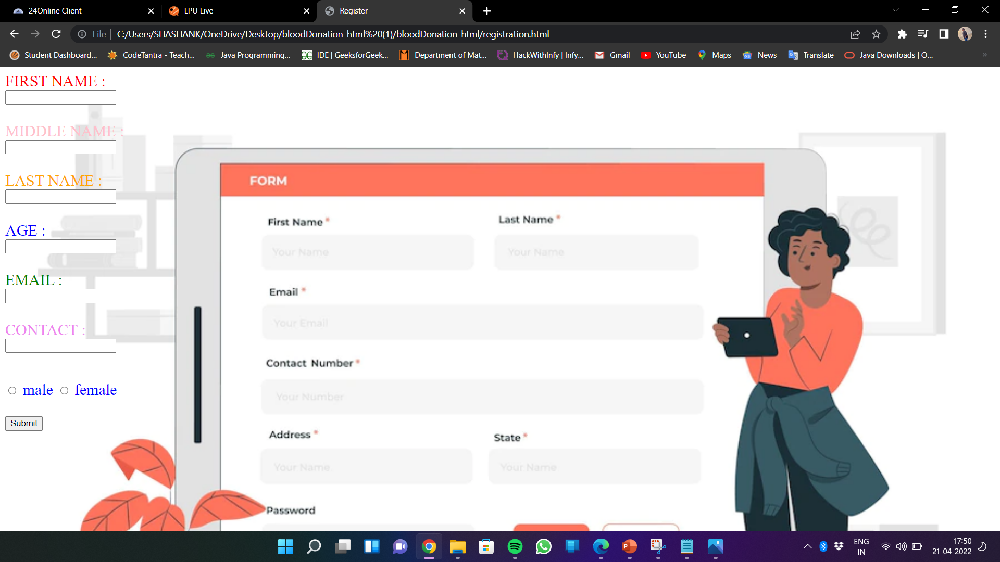 24Online Client
LPU Live
Register
File
C:/Users/SHASHANK/OneDrive/Desktop/bloodDonation_html%20(1)/bloodDonation_html/registration.html
Student Dashboard...
CodeTantra - Teach...
Java Programming...
IDE | GeeksforGeek...
Department of Mat...
HackWithInfy | Infy...
Gmail
YouTube
Maps
News
Translate
Java Downloads | O...
»
FIRST NAME :
MIDDLE NAME :
LAST NAME :
AGE :
EMAIL :
CONTACT :
male female
Submit
FORM
First Name *
Last Name *
Your Name
Your Name
Email *
Your Email
Contact Number *
Your Number
Address *
State *
Your Name
Your Name
Password
ENG
IN
17:50
21-04-2022